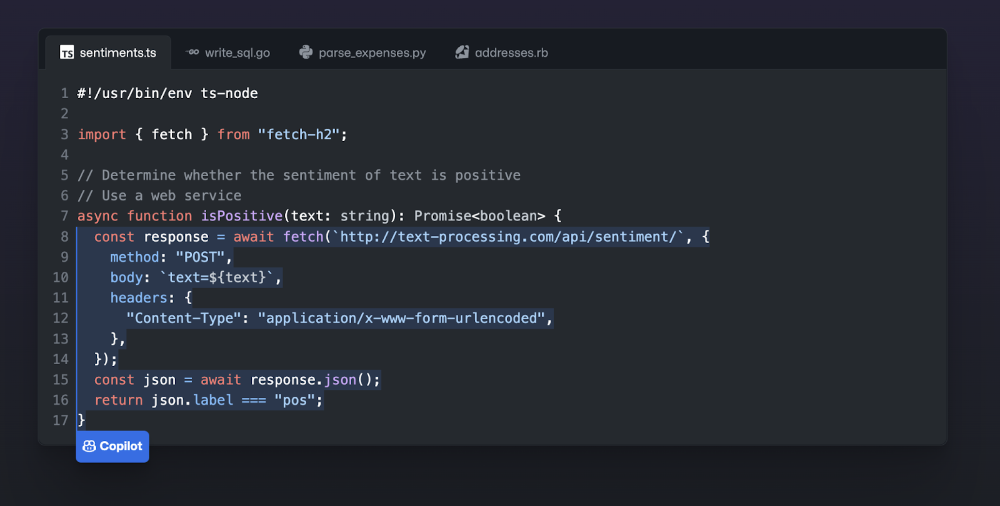 TS sentiments.ts GO write_sql.go parse_expenses.py addresses.rb
1 #!/usr/bin/env ts-node
2
3 import { fetch } from "fetch-h2";
4
5 // Determine whether the sentiment of text is positive
6 // Use a web service
7 async function isPositive(text: string): Promise<boolean> {
8   const response = await fetch(`http://text-processing.com/api/sentiment/`, {
9     method: "POST",
10     body: `text=${text}`,
11     headers: {
12       "Content-Type": "application/x-www-form-urlencoded",
13     },
14   });
15   const json = await response.json();
16   return json.label === "pos";
17 }
Copilot